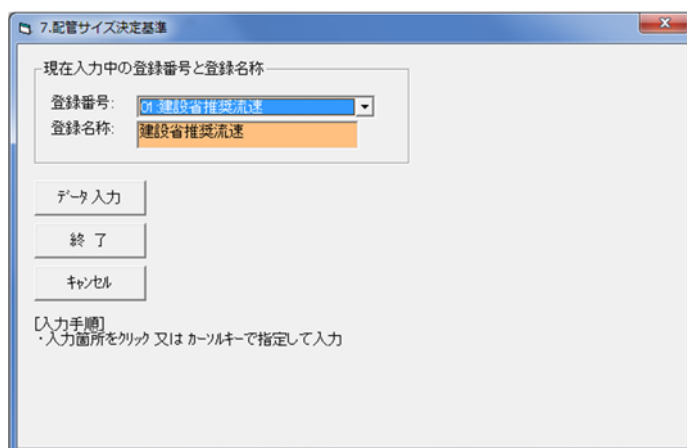 7.配管サイズ決定基準
現在入力中の登録番号と登録名称
登録番号: 01:建設省推奨流速
登録名称: 建設省推奨流速
ﾃﾞｰﾀ 入力
終 了
ｷｬﾝｾﾙ
[入力手順]
・入力箇所をｸﾘｯｸ 又は ｶｰｿﾙｷｰで指定して入力